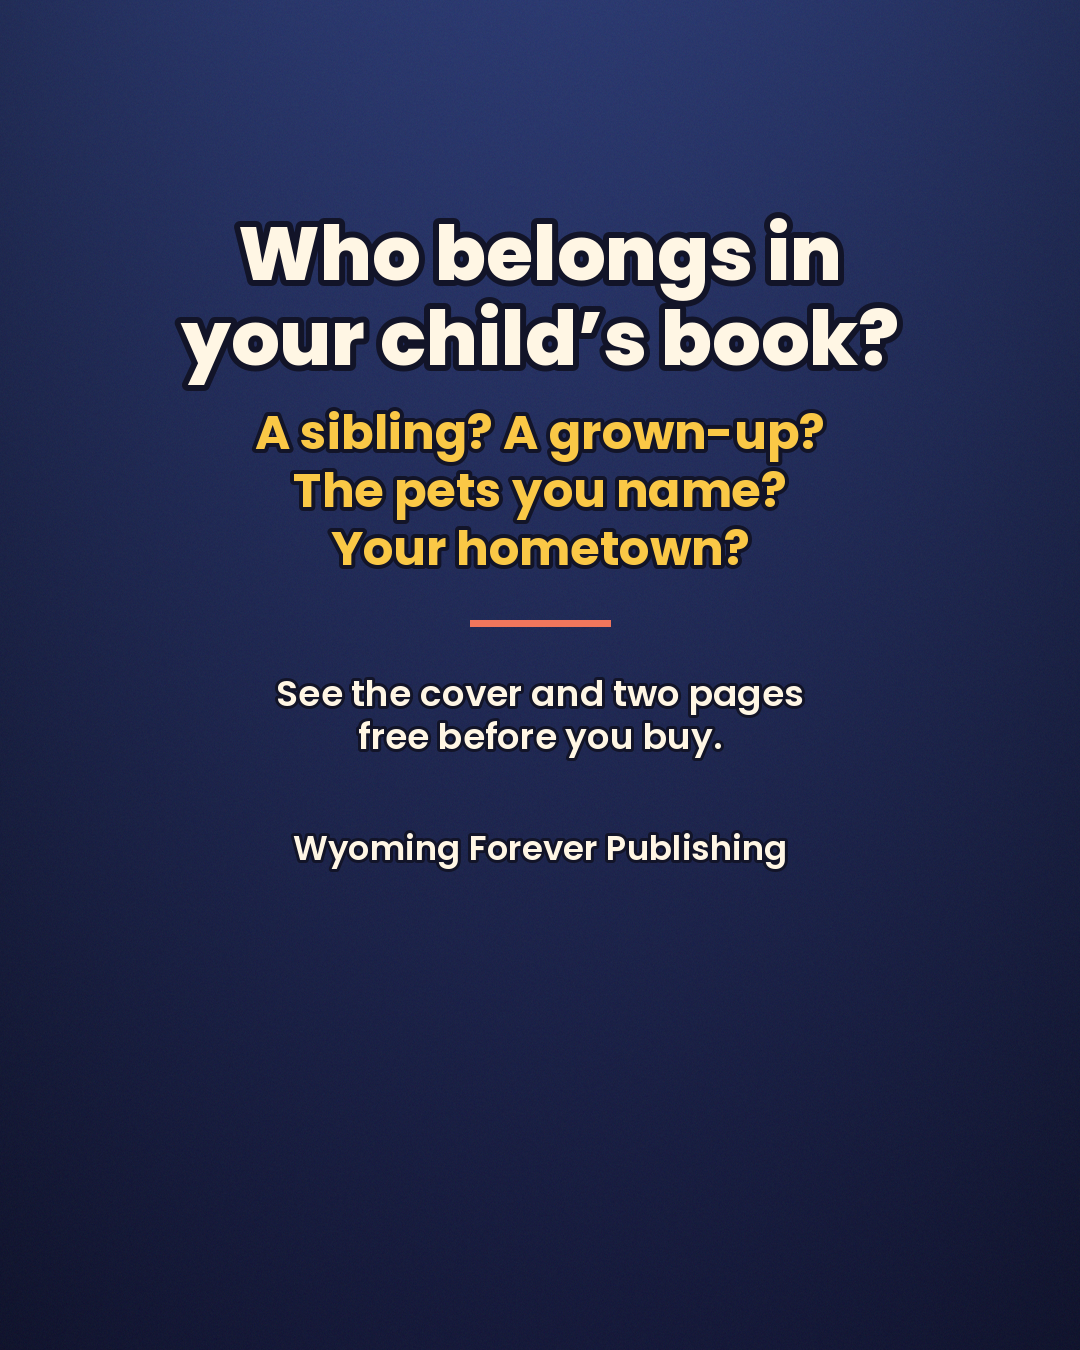 Who belongs in
your child’s book?
A sibling? A grown-up?
The pets you name?
Your hometown?
See the cover and two pages
free before you buy.
Wyoming Forever Publishing